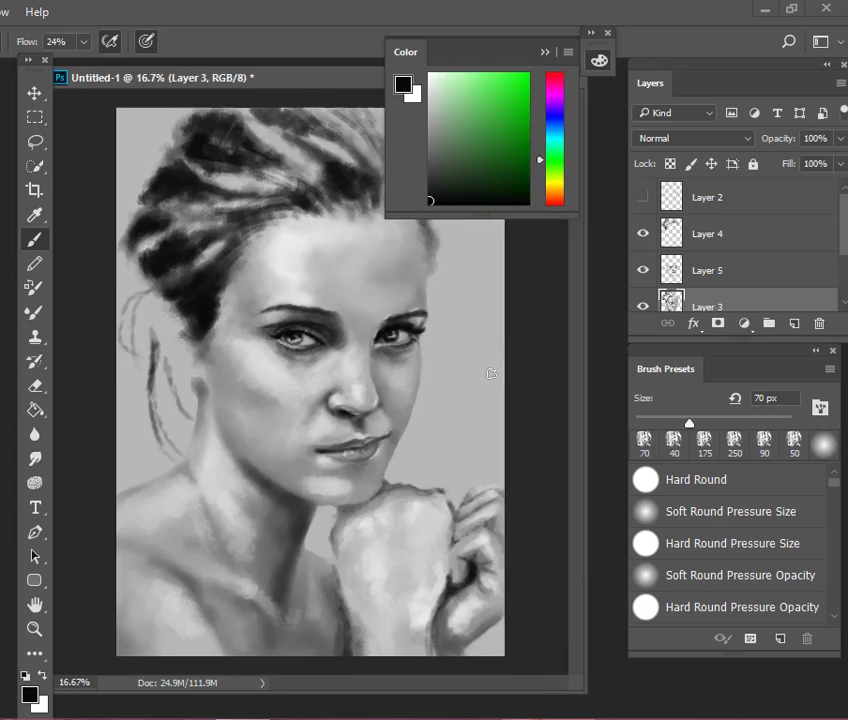 Help
Flow: 24%
Ps Untitled-1 @ 16.7% (Layer 3, RGB/8) *
Color
Layers
Kind
Normal
Opacity: 100%
Lock:
Fill: 100%
Layer 2
Layer 4
Layer 5
Layer 3
fx
Brush Presets
Size:
70 px
70 40 175 250 90 50
Hard Round
Soft Round Pressure Size
Hard Round Pressure Size
Soft Round Pressure Opacity
Hard Round Pressure Opacity
16.67%
Doc: 24.9M/111.9M